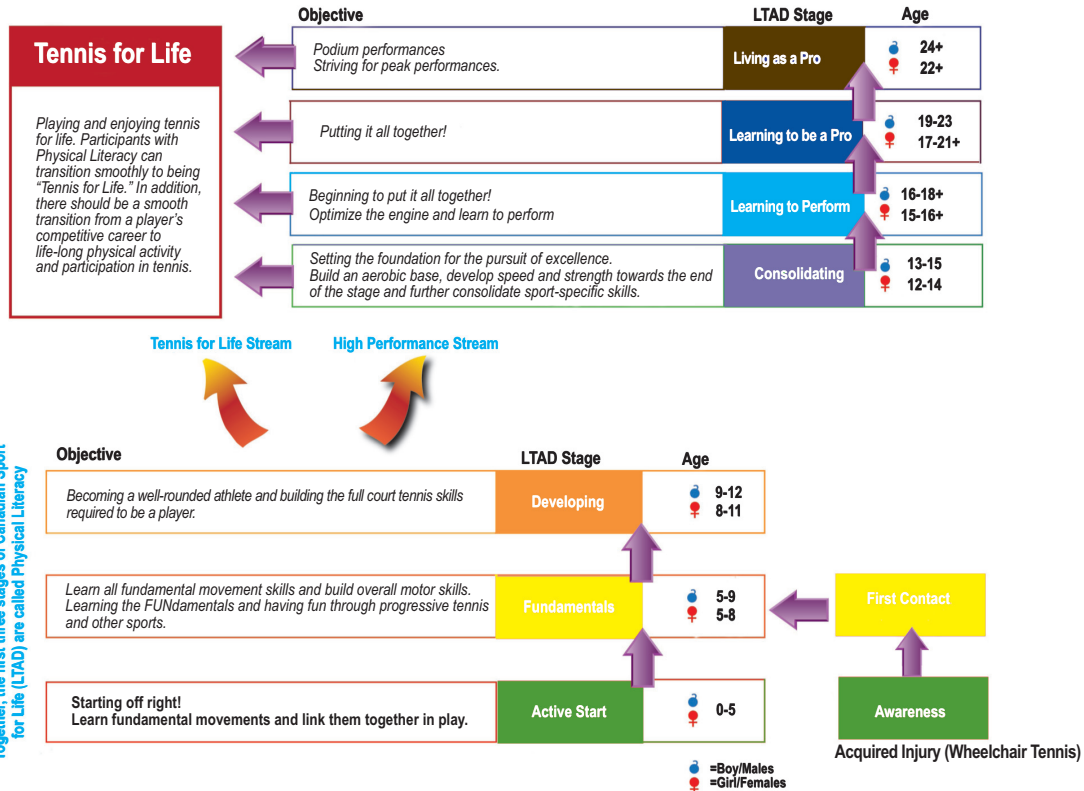 Objective
LTAD Stage
Age
Tennis for Life
Playing and enjoying tennis
for life. Participants with
Physical Literacy can
transition smoothly to being
“Tennis for Life.” In addition,
there should be a smooth
transition from a player’s
competitive career to
life-long physical activity
and participation in tennis.
Podium performances
Striving for peak performances.
Living as a Pro
24+
22+
Putting it all together!
Learning to be a Pro
19-23
17-21+
Beginning to put it all together!
Optimize the engine and learn to perform
Learning to Perform
16-18+
15-16+
Setting the foundation for the pursuit of excellence.
Build an aerobic base, develop speed and strength towards the end
of the stage and further consolidate sport-specific skills.
Consolidating
13-15
12-14
Tennis for Life Stream
High Performance Stream
Together, the first three stages of Canadian Sport
for Life (LTAD) are called Physical Literacy
Objective
LTAD Stage
Age
Becoming a well-rounded athlete and building the full court tennis skills
required to be a player.
Developing
9-12
8-11
Learn all fundamental movement skills and build overall motor skills.
Learning the FUNdamentals and having fun through progressive tennis
and other sports.
Fundamentals
5-9
5-8
First Contact
Starting off right!
Learn fundamental movements and link them together in play.
Active Start
0-5
Awareness
Acquired Injury (Wheelchair Tennis)
=Boy/Males
=Girl/Females